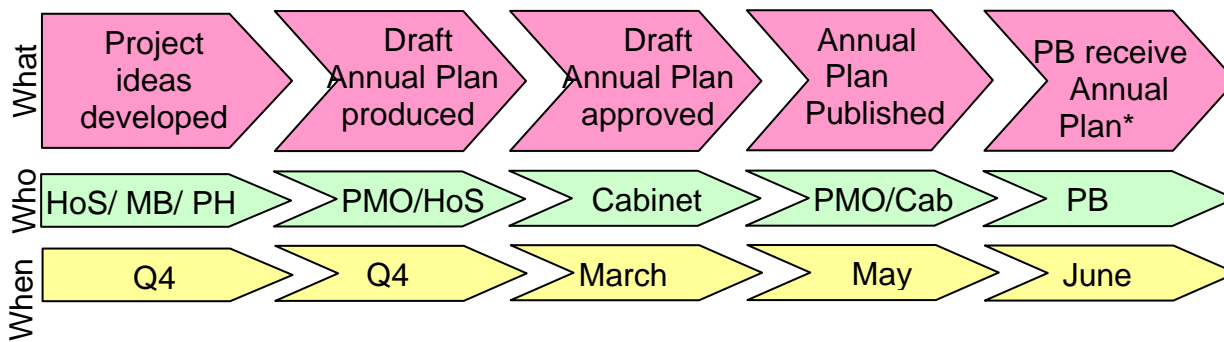 What
Project
ideas
developed
Draft
Annual Plan
produced
Draft
Annual Plan
approved
Annual
Plan
Published
PB receive
Annual
Plan*
Who
HoS/ MB/ PH
PMO/HoS
Cabinet
PMO/Cab
PB
When
Q4
Q4
March
May
June